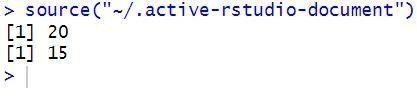 > source("~/.active-rstudio-document")
[1] 20
[1] 15
>